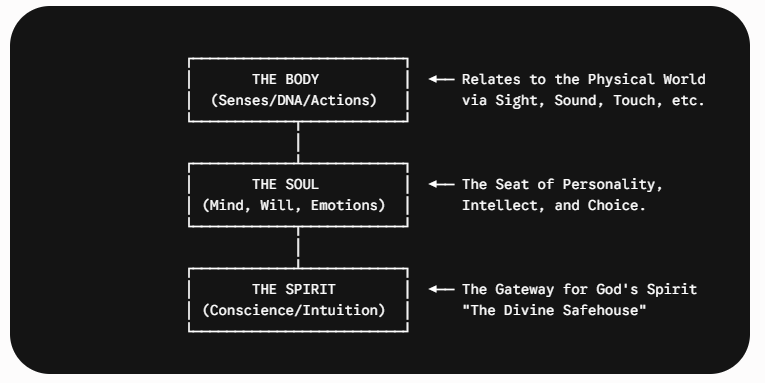 THE BODY
(Senses/DNA/Actions)
Relates to the Physical World
via Sight, Sound, Touch, etc.
THE SOUL
(Mind, Will, Emotions)
The Seat of Personality,
Intellect, and Choice.
THE SPIRIT
(Conscience/Intuition)
The Gateway for God's Spirit
"The Divine Safehouse"